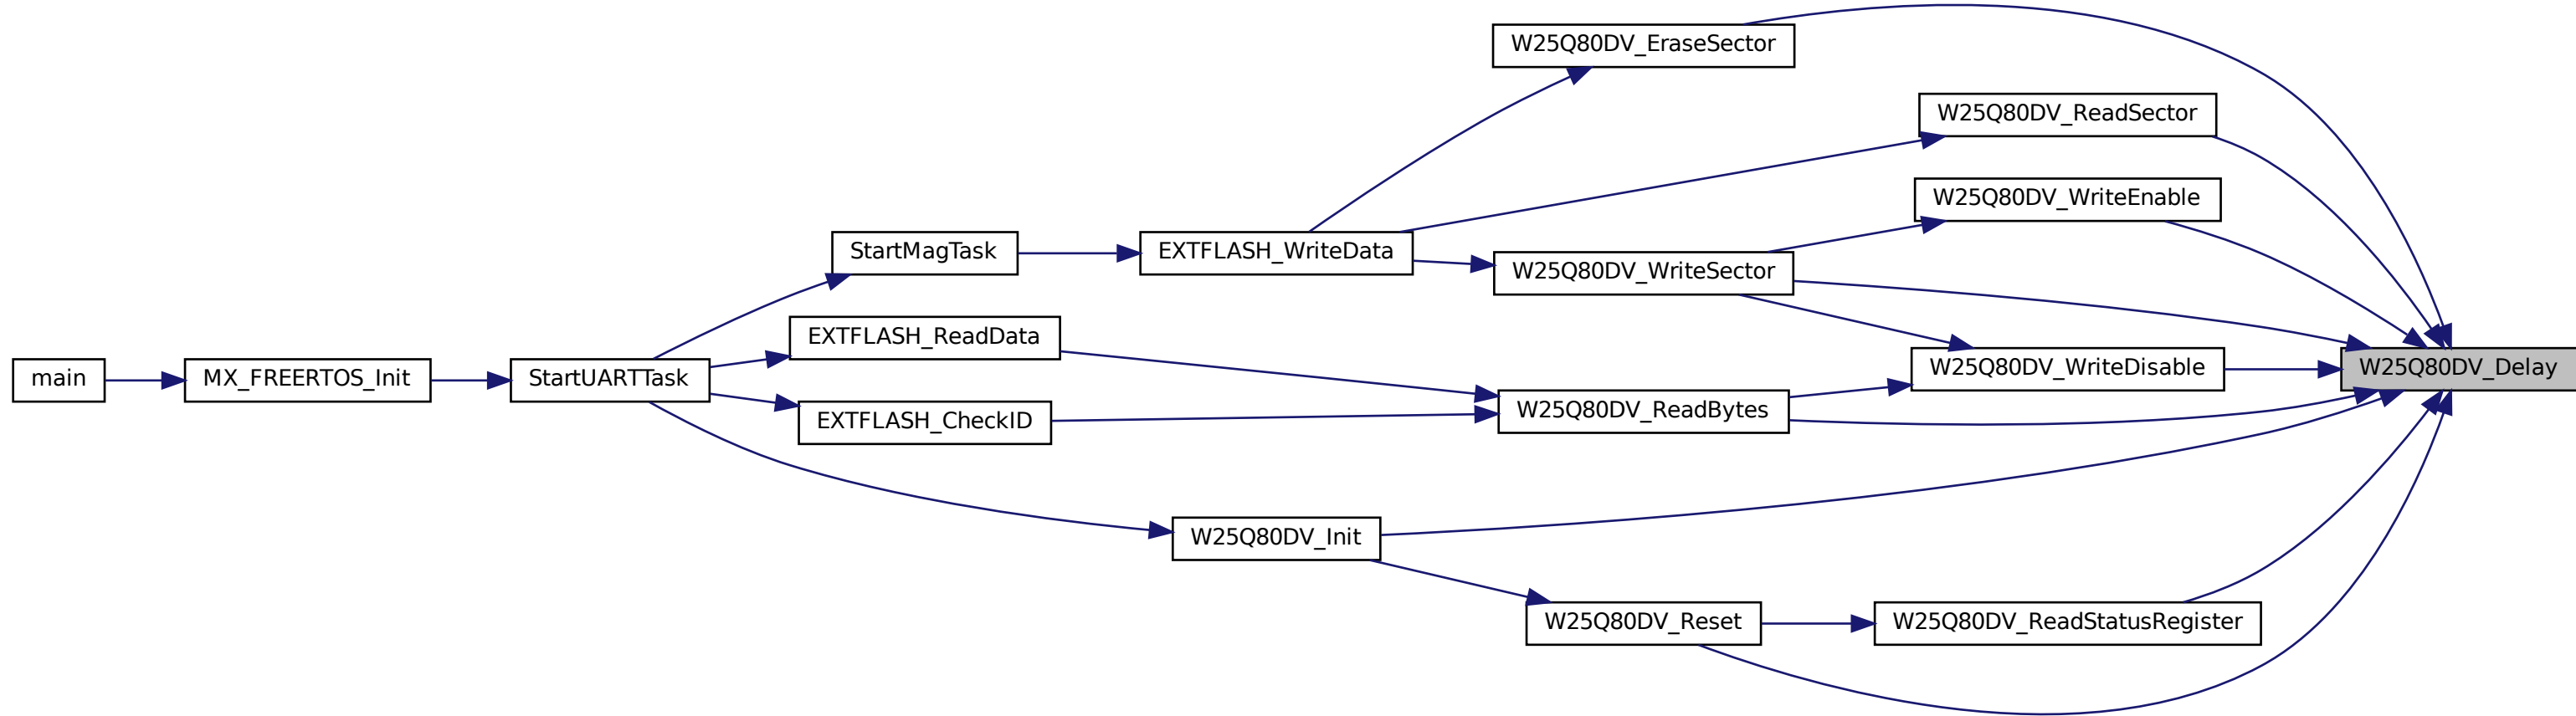 W25Q80DV_EraseSector
W25Q80DV_ReadSector
W25Q80DV_WriteEnable
StartMagTask
EXTFLASH_WriteData
W25Q80DV_WriteSector
EXTFLASH_ReadData
main
MX_FREERTOS_Init
StartUARTTask
W25Q80DV_WriteDisable
W25Q80DV_Delay
EXTFLASH_CheckID
W25Q80DV_ReadBytes
W25Q80DV_Init
W25Q80DV_Reset
W25Q80DV_ReadStatusRegister